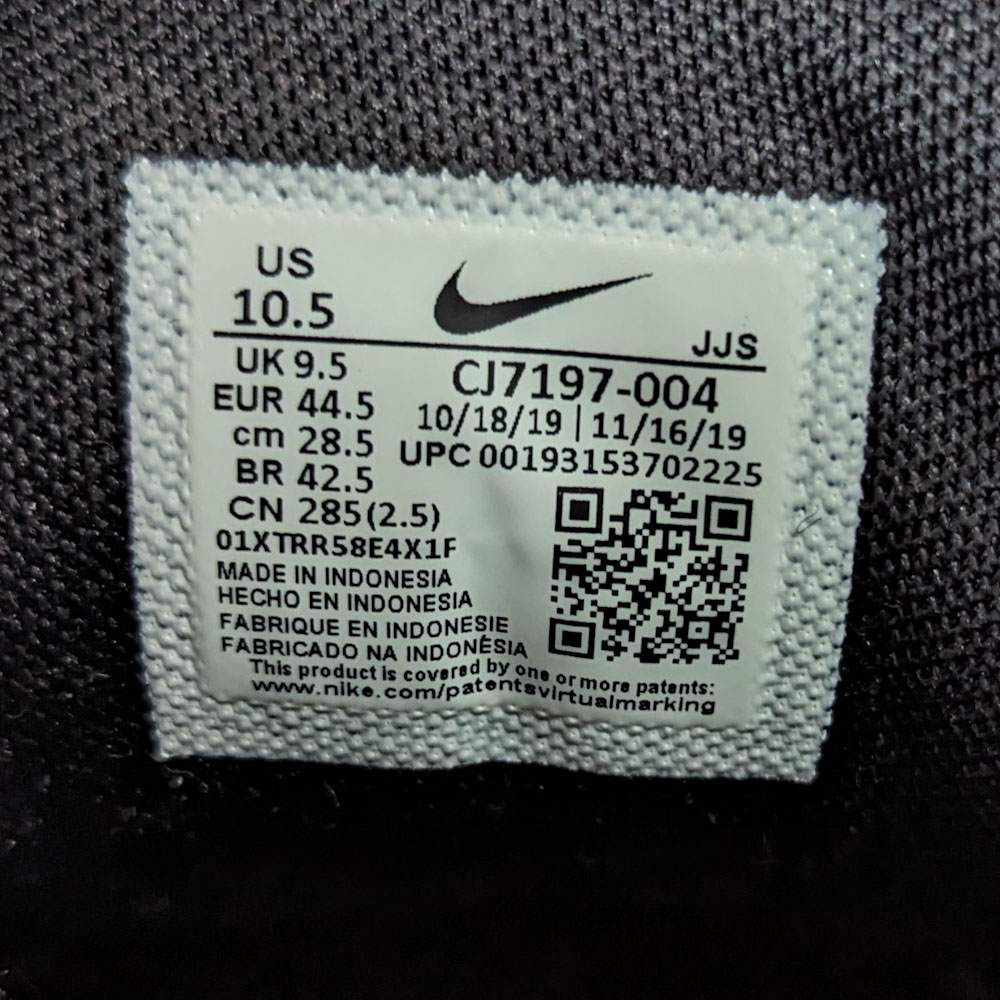 US
10.5
JJS
UK 9.5
CJ7197-004
EUR 44.5
10/18/19 | 11/16/19
cm 28.5
UPC 00193153702225
BR 42.5
CN 285(2.5)
01XTRR58E4X1F
MADE IN INDONESIA
HECHO EN INDONESIA
FABRIQUE EN INDONESIE
FABRICADO NA INDONÉSIA
This product is covered by one or more patents:
www.nike.com/patentsvirtualmarking